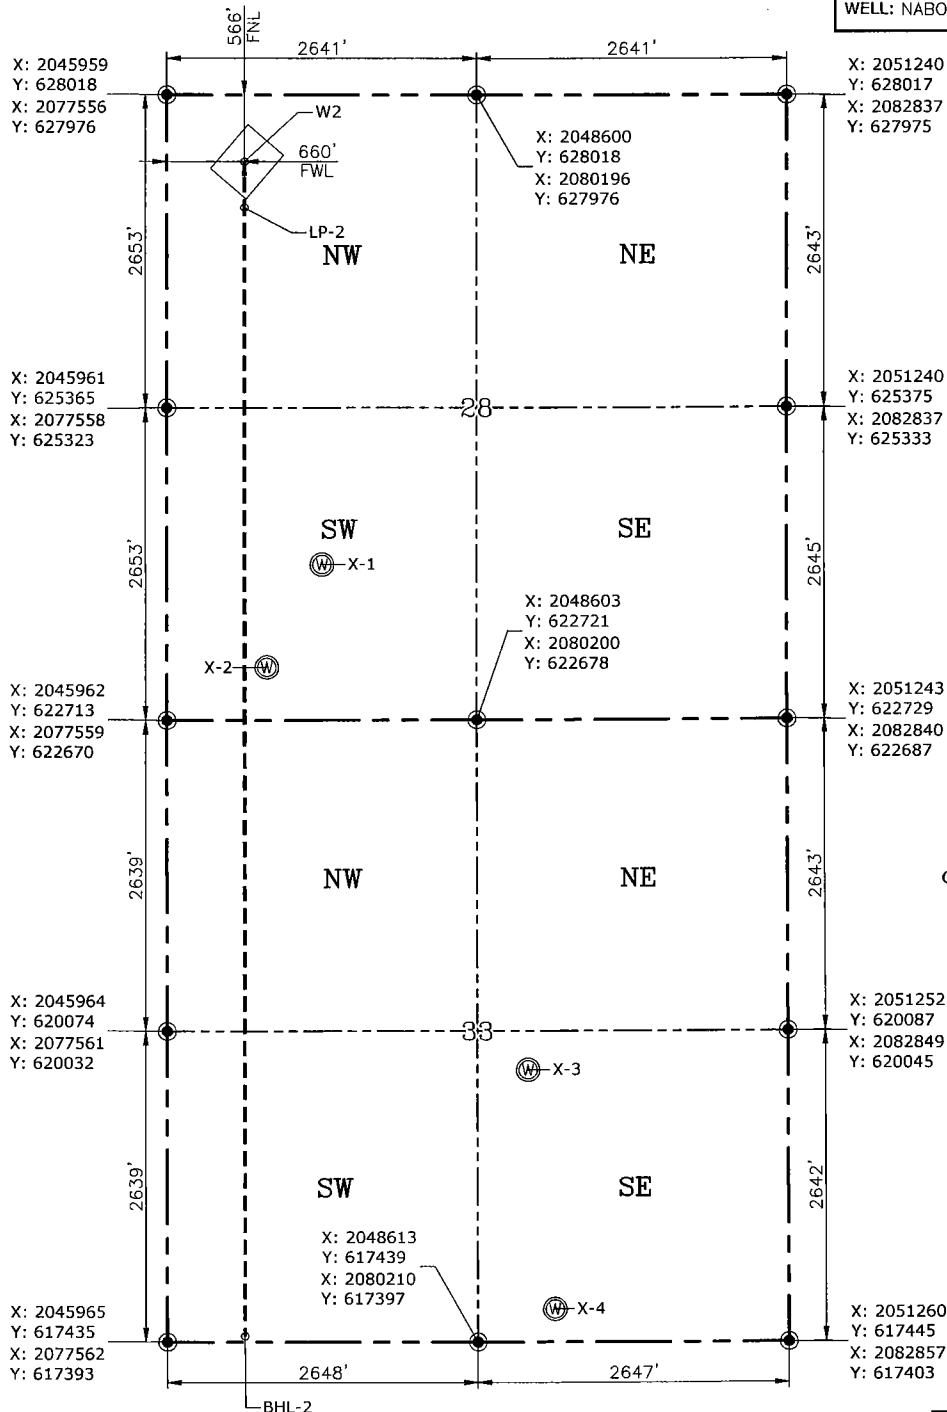 WELL: NABO
566'
FNL
2641'
2641'
X: 2045959
Y: 628018
X: 2077556
Y: 627976
X: 2051240
Y: 628017
X: 2082837
Y: 627975
W2
X: 2048600
Y: 628018
X: 2080196
Y: 627976
660'
FWL
LP-2
2653'
NW
NE
2643'
X: 2045961
Y: 625365
X: 2077558
Y: 625323
28
X: 2051240
Y: 625375
X: 2082837
Y: 625333
SW
SE
2653'
X-1
2645'
X: 2048603
Y: 622721
X: 2080200
Y: 622678
X-2
X: 2045962
Y: 622713
X: 2077559
Y: 622670
X: 2051243
Y: 622729
X: 2082840
Y: 622687
2639'
NW
NE
2643'
X: 2045964
Y: 620074
X: 2077561
Y: 620032
33
X: 2051252
Y: 620087
X: 2082849
Y: 620045
X-3
2639'
SW
SE
2642'
X: 2048613
Y: 617439
X: 2080210
Y: 617397
X-4
X: 2045965
Y: 617435
X: 2077562
Y: 617393
X: 2051260
Y: 617445
X: 2082857
Y: 617403
2648'
2647'
BHL-2